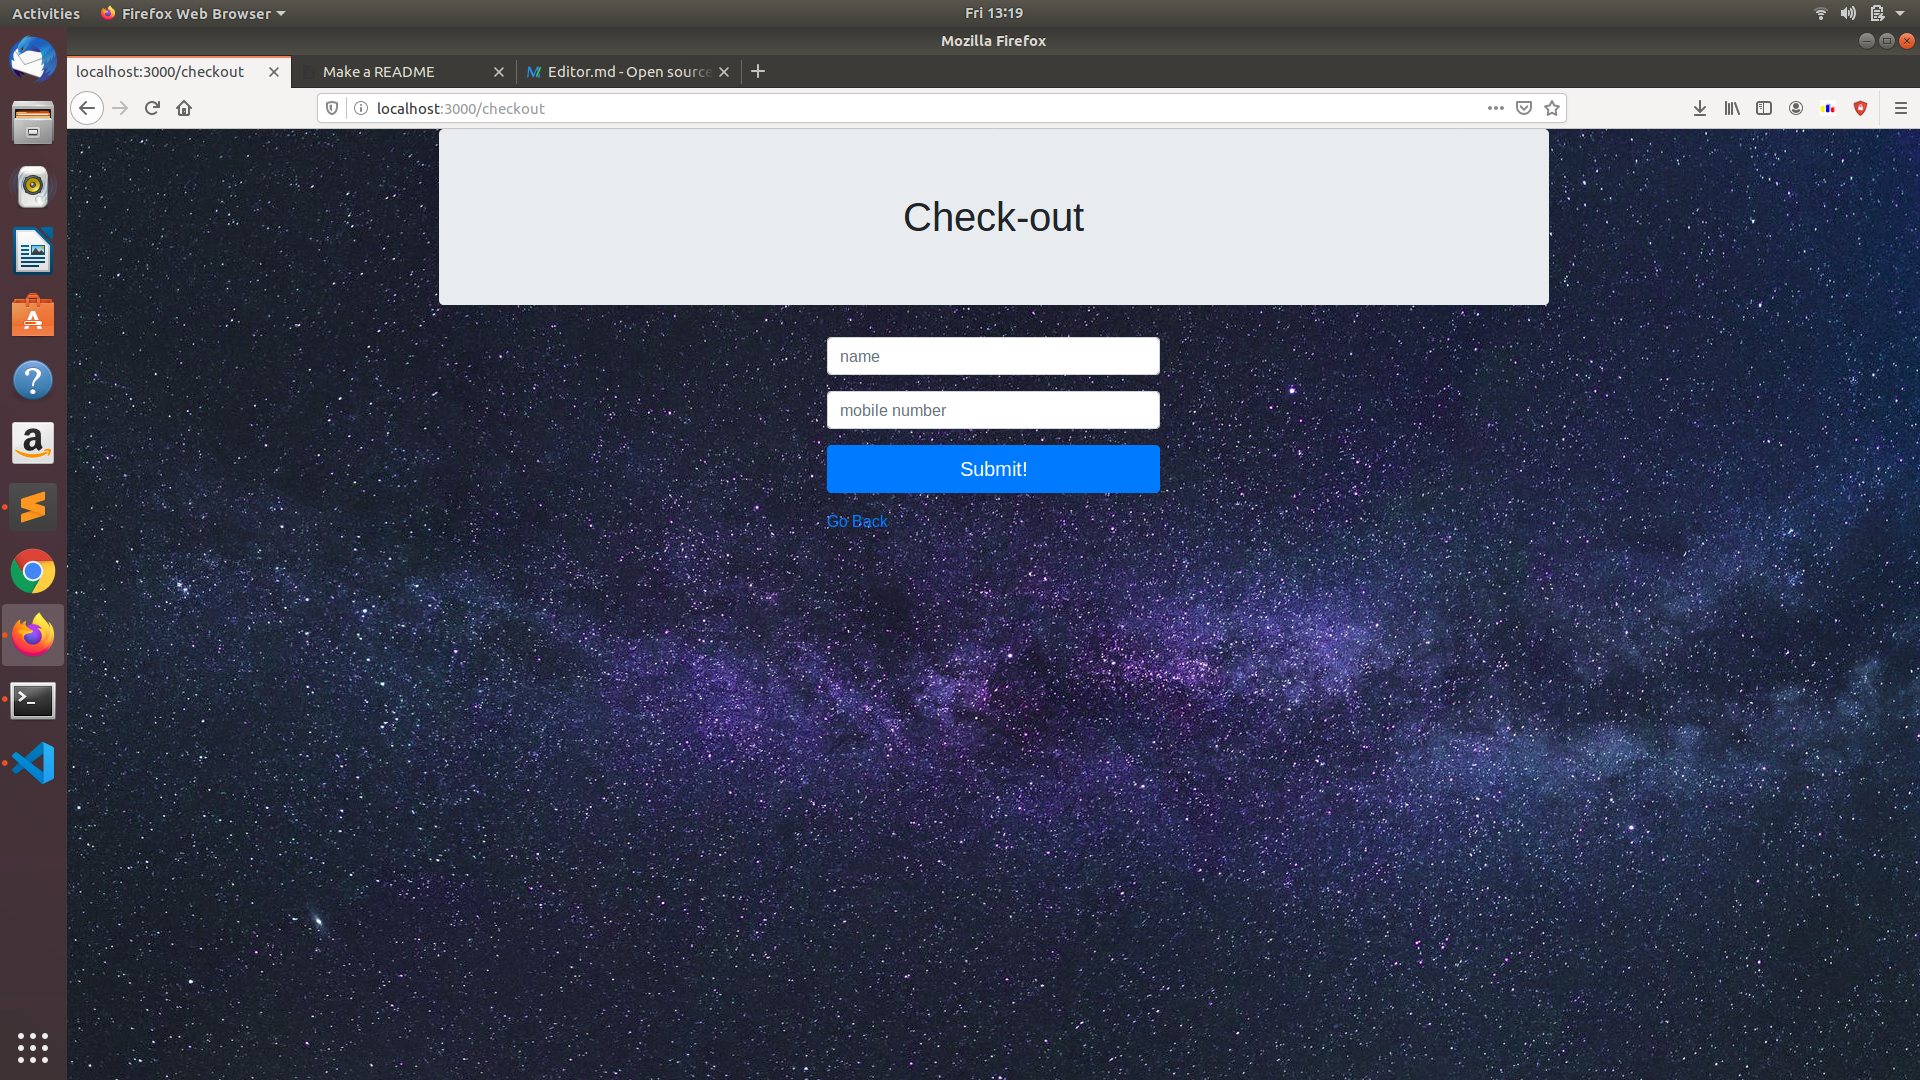 Activities
Firefox Web Browser
Fri 13:19
Mozilla Firefox
localhost:3000/checkout
Make a README
Editor.md - Open source
localhost:3000/checkout
Check-out
name
mobile number
Submit!
Go Back